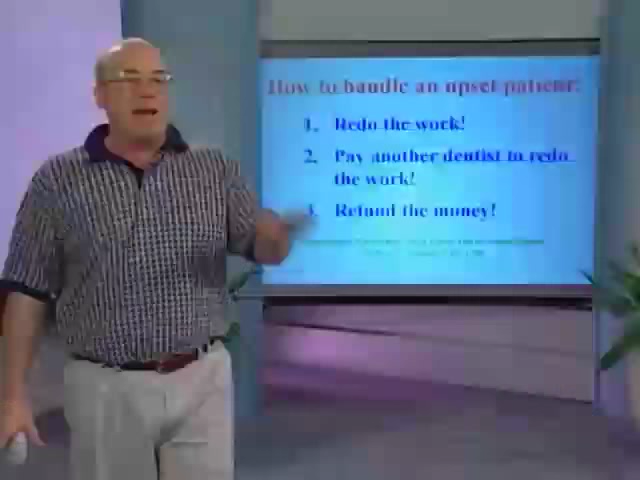 How to handle an upset patient:
1. Redo the work!
2. Pay another dentist to redo
the work!
3. Refund the money!